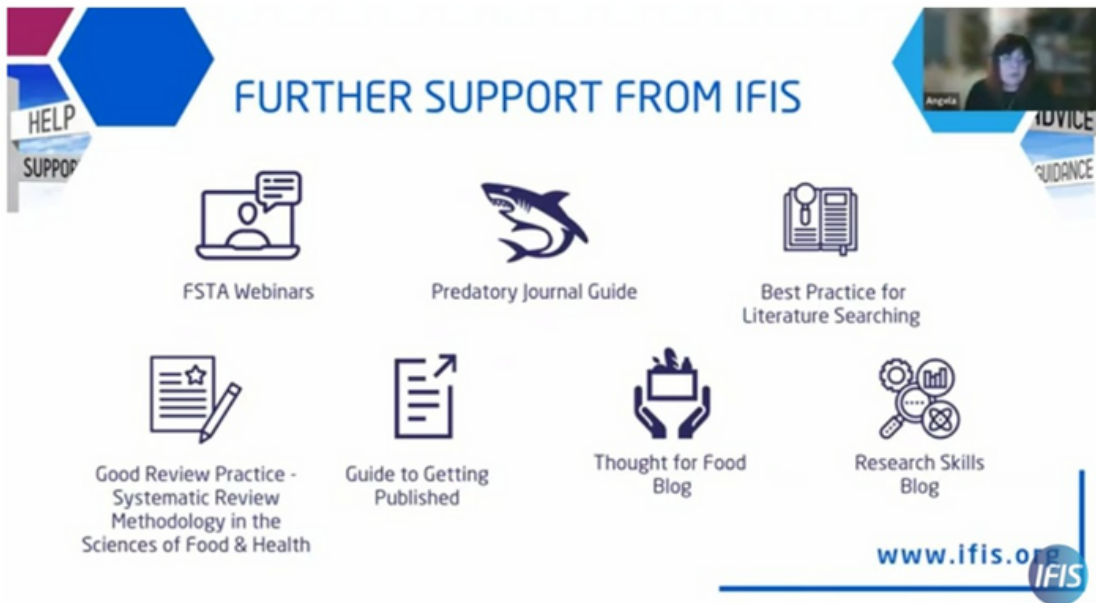 FURTHER SUPPORT FROM IFIS
HELP
SUPPOR
Angela
ADVICE
GUIDANCE
FSTA Webinars
Predatory Journal Guide
Best Practice for
Literature Searching
Good Review Practice -
Systematic Review
Methodology in the
Sciences of Food & Health
Guide to Getting
Published
Thought for Food
Blog
Research Skills
Blog
www.ifis.org
IFIS